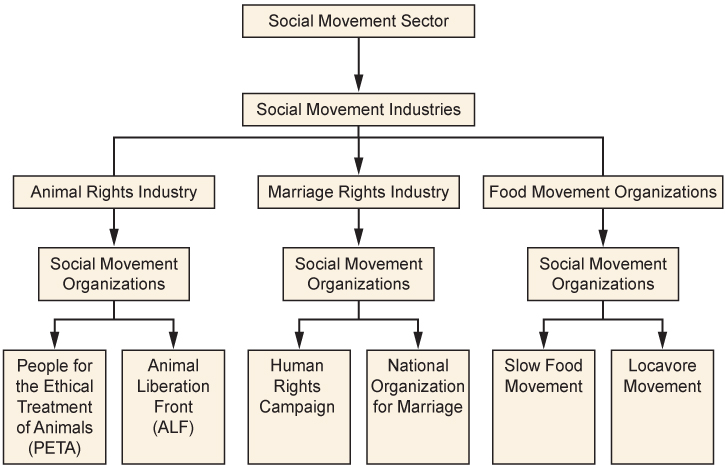 Social Movement Sector
Social Movement Industries
Animal Rights Industry
Marriage Rights Industry
Food Movement Organizations
Social Movement
Organizations
Social Movement
Organizations
Social Movement
Organizations
People for
the Ethical
Treatment
of Animals
(PETA)
Animal
Liberation
Front
(ALF)
Human
Rights
Campaign
National
Organization
for Marriage
Slow Food
Movement
Locavore
Movement